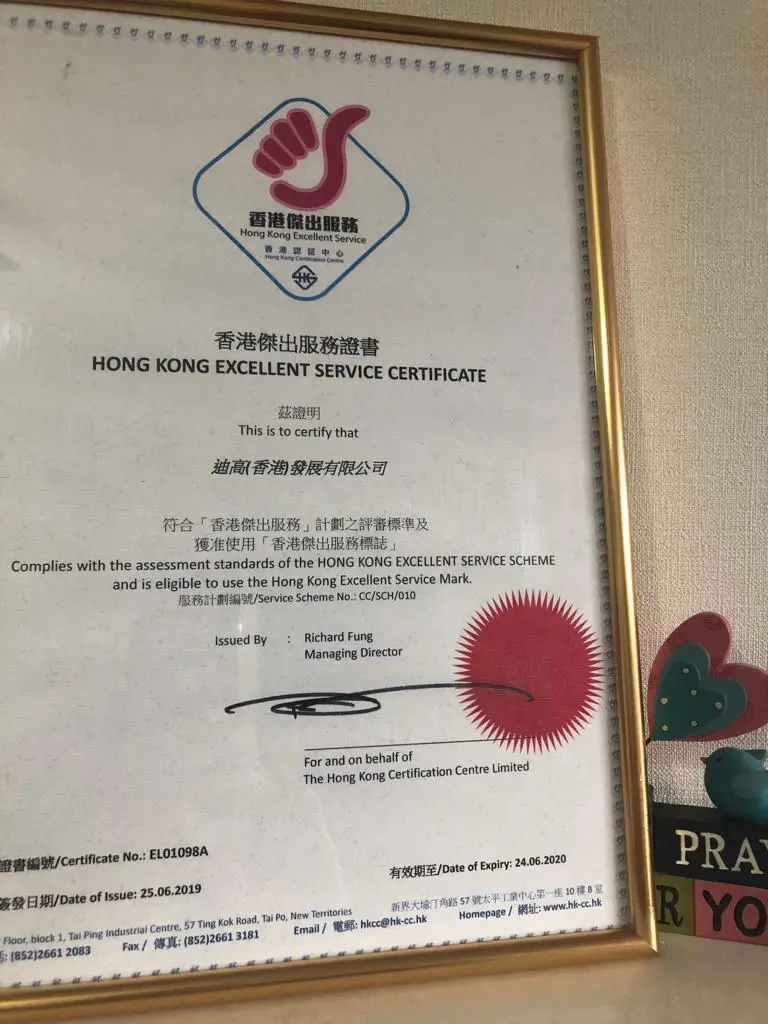 香港傑出服務
Hong Kong Excellent Service
香港認証中心
Hong Kong Certification Centre
HK
香港傑出服務證書
HONG KONG EXCELLENT SERVICE CERTIFICATE
茲證明
This is to certify that
迪高(香港)發展有限公司
符合「香港傑出服務」計劃之評審標準及
獲准使用「香港傑出服務標誌」
Complies with the assessment standards of the HONG KONG EXCELLENT SERVICE SCHEME
and is eligible to use the Hong Kong Excellent Service Mark.
服務計劃編號/Service Scheme No.: CC/SCH/010
Issued By : Richard Fung
Managing Director
For and on behalf of
The Hong Kong Certification Centre Limited
證書編號/Certificate No.: EL01098A
簽發日期/Date of Issue: 25.06.2019
有效期至/Date of Expiry: 24.06.2020
Floor, block 1, Tai Ping Industrial Centre, 57 Ting Kok Road, Tai Po, New Territories
新界大埔汀角路 57 號太平工業中心第一座 10 樓 B 室
: (852)2661 2083 Fax / 傳真: (852)2661 3181 Email / 電郵: hkcc@hk-cc.hk Homepage / 網址: www.hk-cc.hk
PRAY
R YO